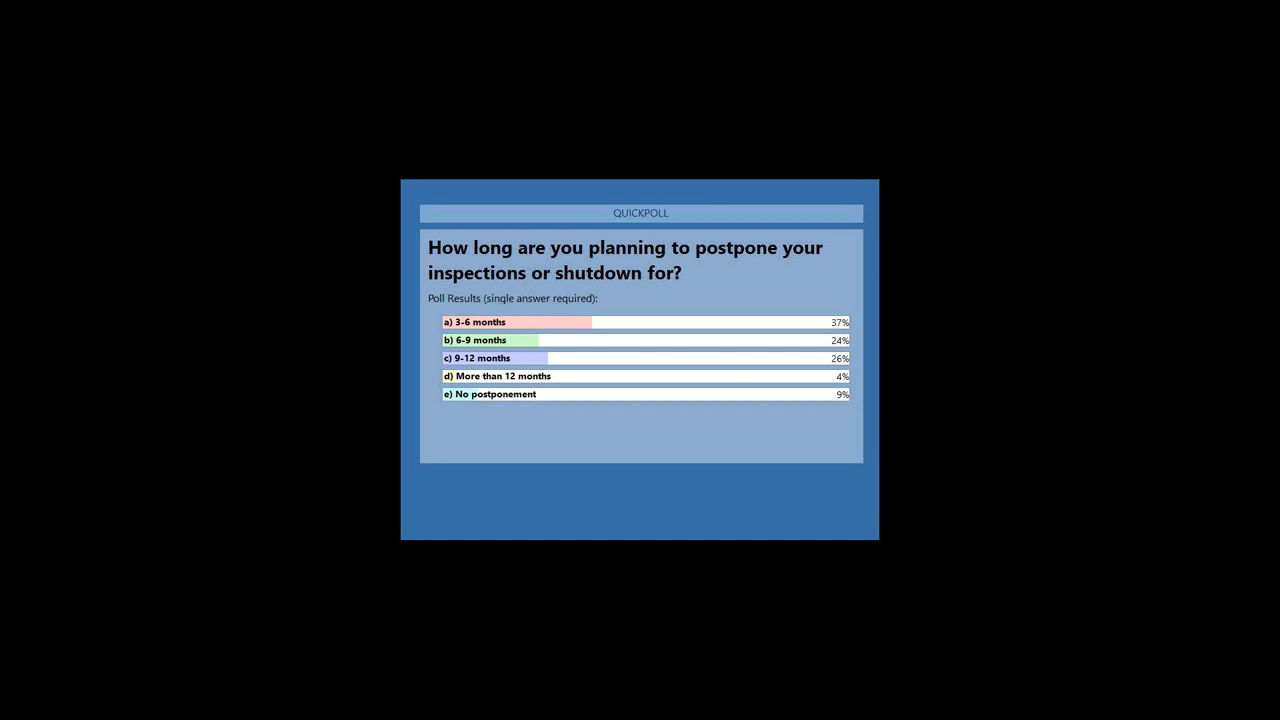 QUICKPOLL
How long are you planning to postpone your
inspections or shutdown for?
Poll Results (single answer required):
a) 3-6 months 37%
b) 6-9 months 24%
c) 9-12 months 26%
d) More than 12 months 4%
e) No postponement 9%